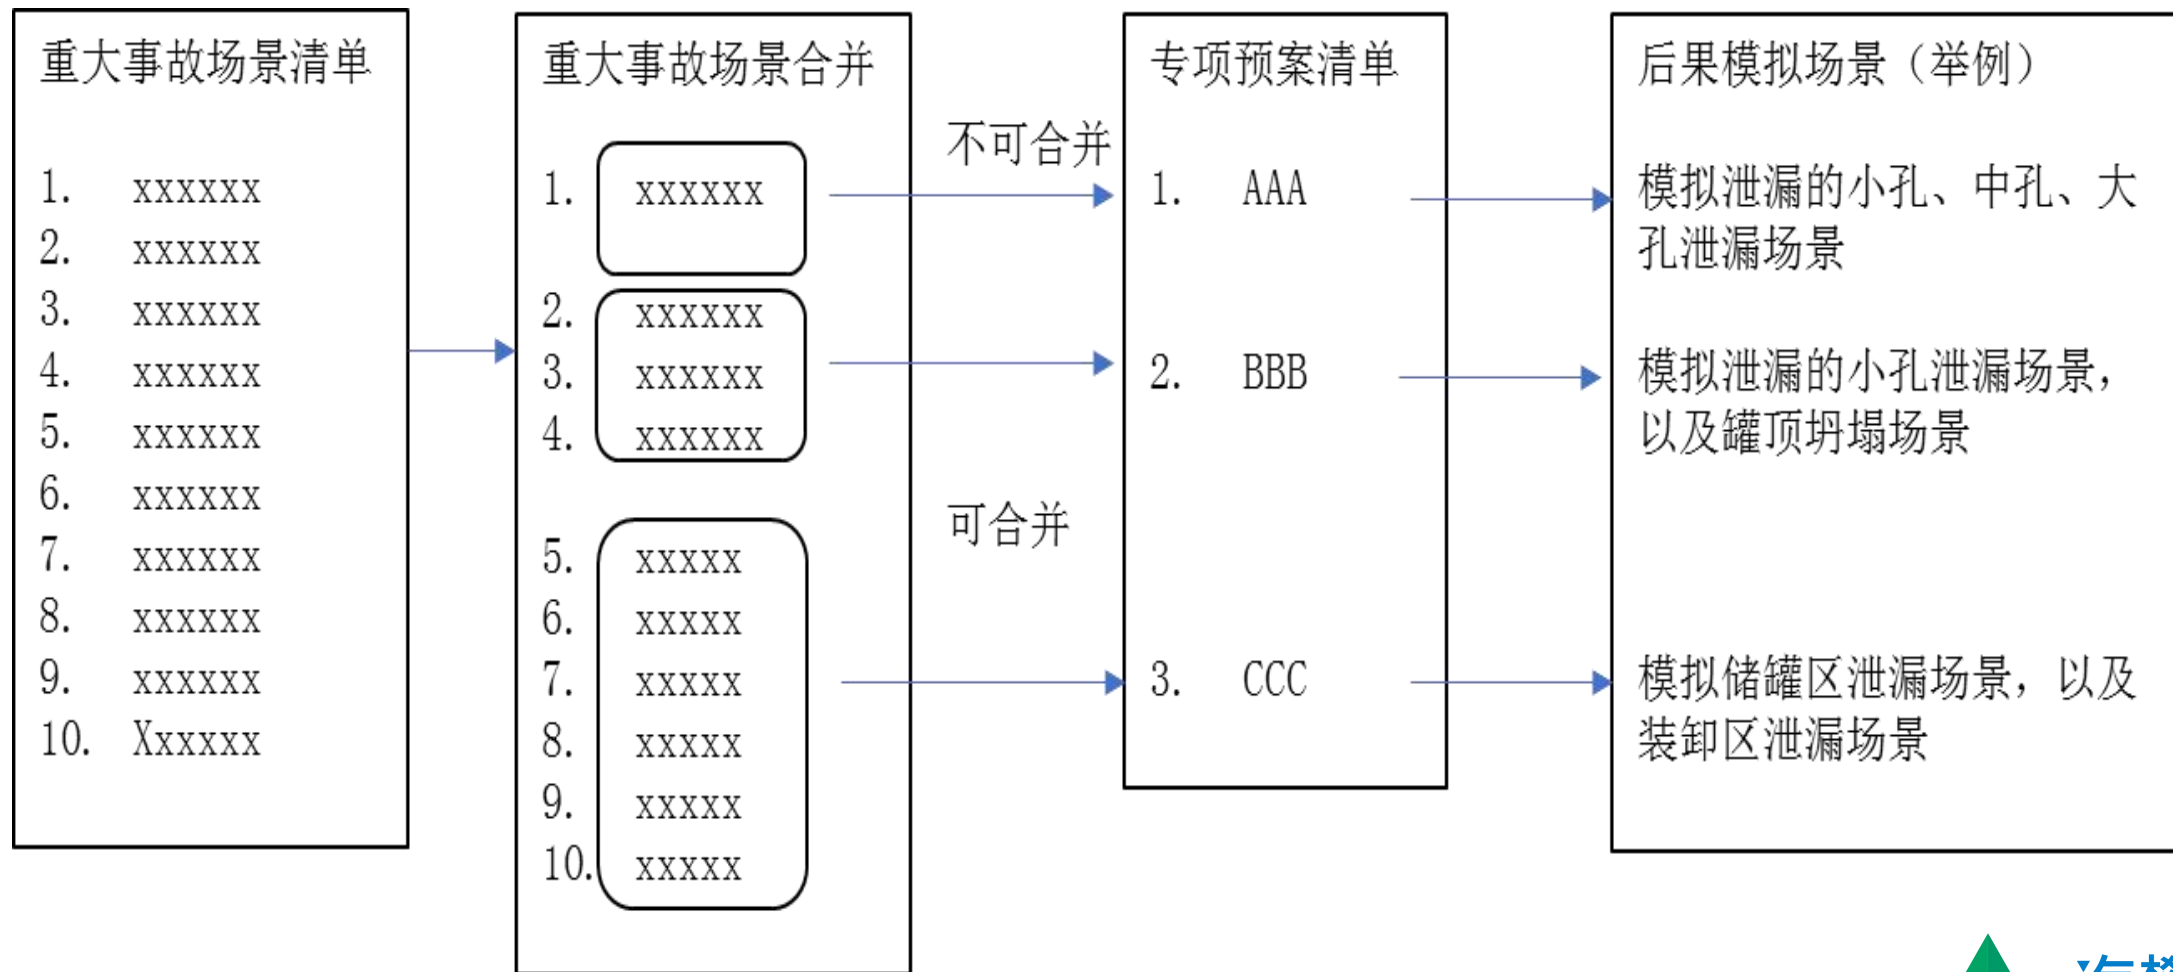 重大事故场景清单
1. xxxxxx
2. xxxxxx
3. xxxxxx
4. xxxxxx
5. xxxxxx
6. xxxxxx
7. xxxxxx
8. xxxxxx
9. xxxxxx
10. Xxxxxx
重大事故场景合并
1. xxxxxx
2. xxxxxx
3. xxxxxx
4. xxxxxx
5. xxxxx
6. xxxxx
7. xxxxx
8. xxxxx
9. xxxxx
10. xxxxx
不可合并
可合并
专项预案清单
1. AAA
2. BBB
3. CCC
后果模拟场景（举例）
模拟泄漏的小孔、中孔、大
孔泄漏场景
模拟泄漏的小孔泄漏场景，
以及罐顶坍塌场景
模拟储罐区泄漏场景，以及
装卸区泄漏场景